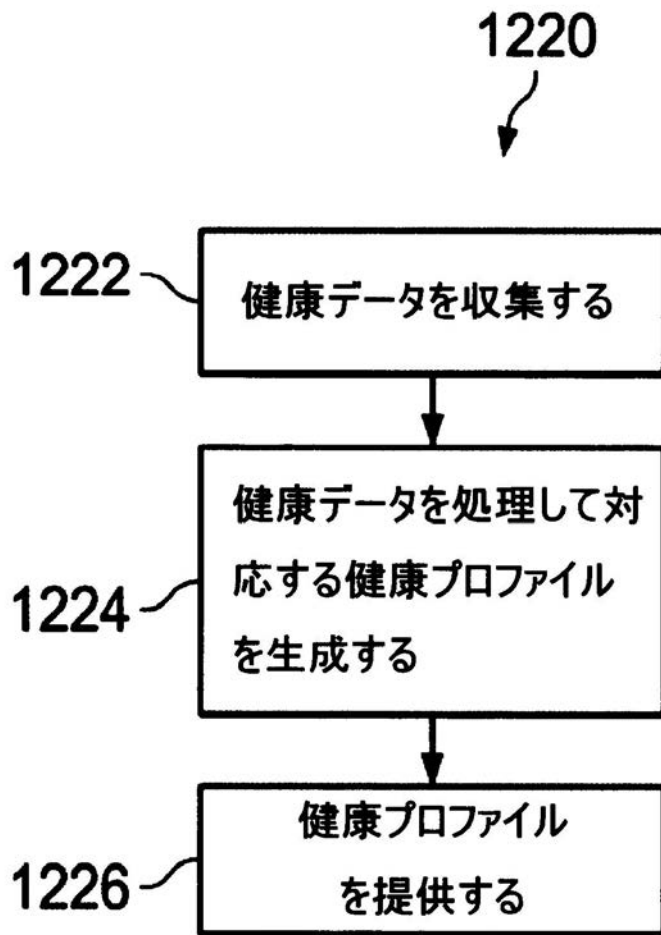 1220
1222
健康データを収集する
1224
健康データを処理して対
応する健康プロファイル
を生成する
1226
健康プロファイル
を提供する